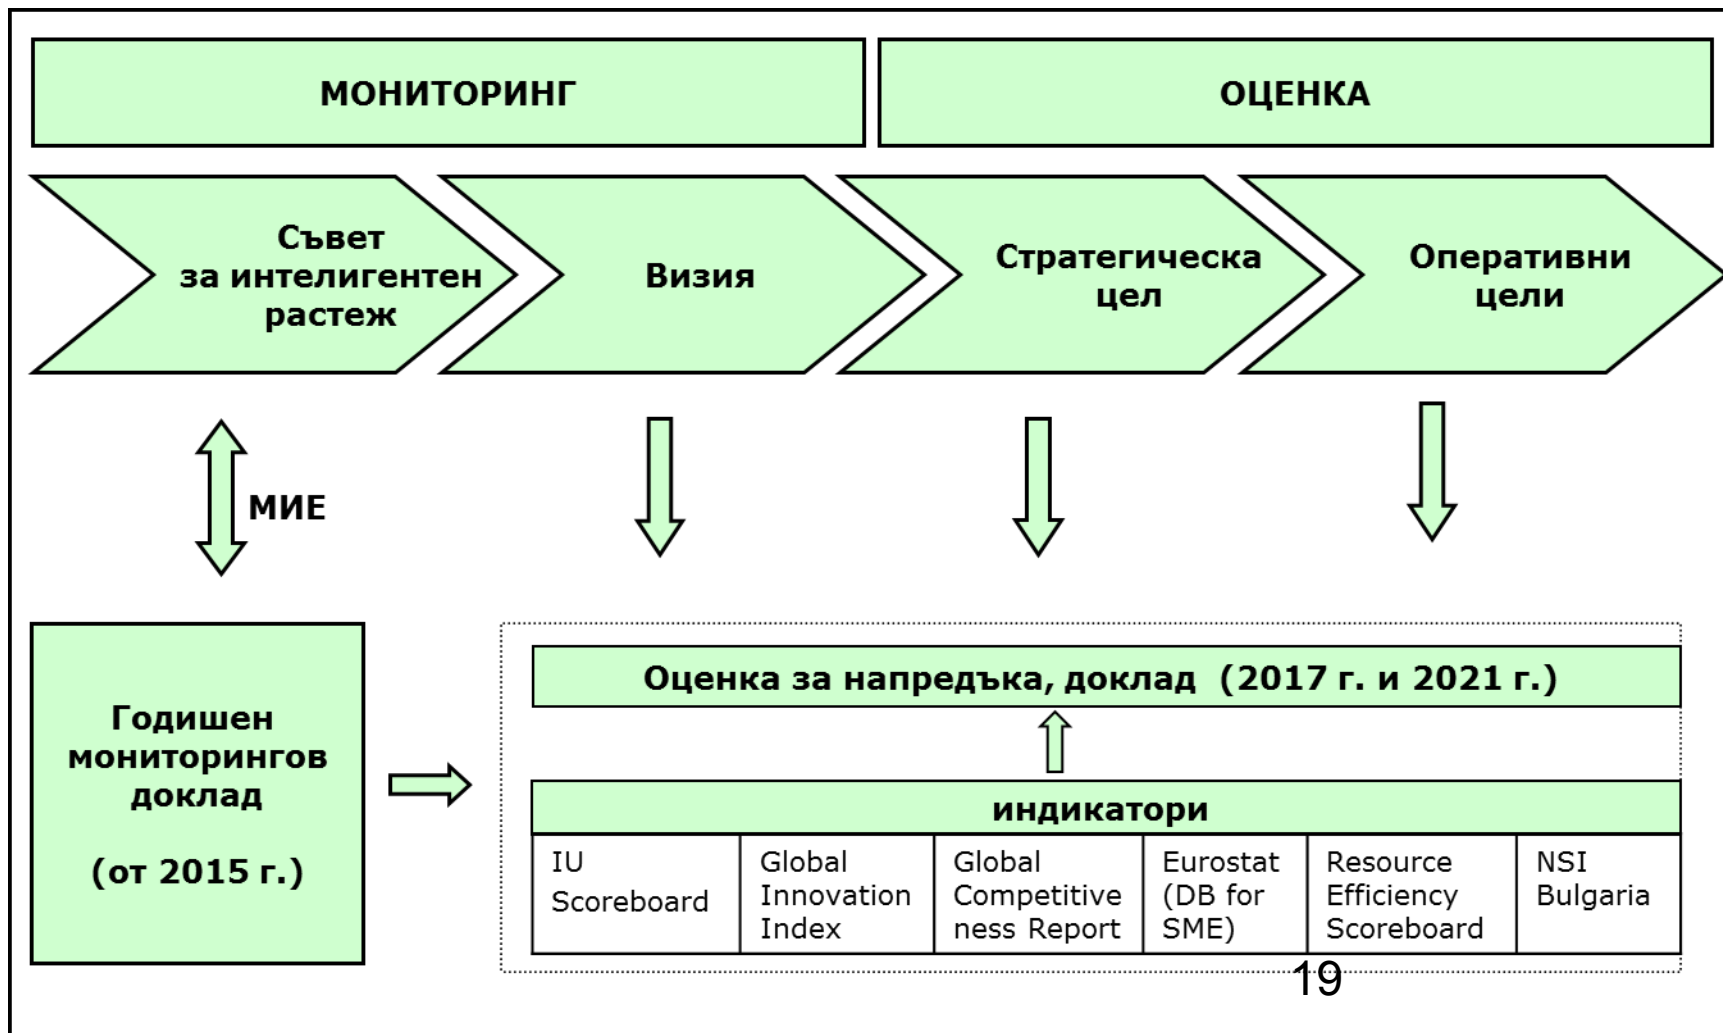 МОНИТОРИНГ
ОЦЕНКА
Съвет
за интелигентен
растеж
Визия
Стратегическа
цел
Оперативни
цели
МИЕ
Годишен
мониторингов
доклад
(от 2015 г.)
Оценка за напредъка, доклад (2017 г. и 2021 г.)
индикатори
IU
Scoreboard
Global
Innovation
Index
Global
Competitive
ness Report
Eurostat
(DB for
SME)
Resource
Efficiency
Scoreboard
NSI
Bulgaria
19